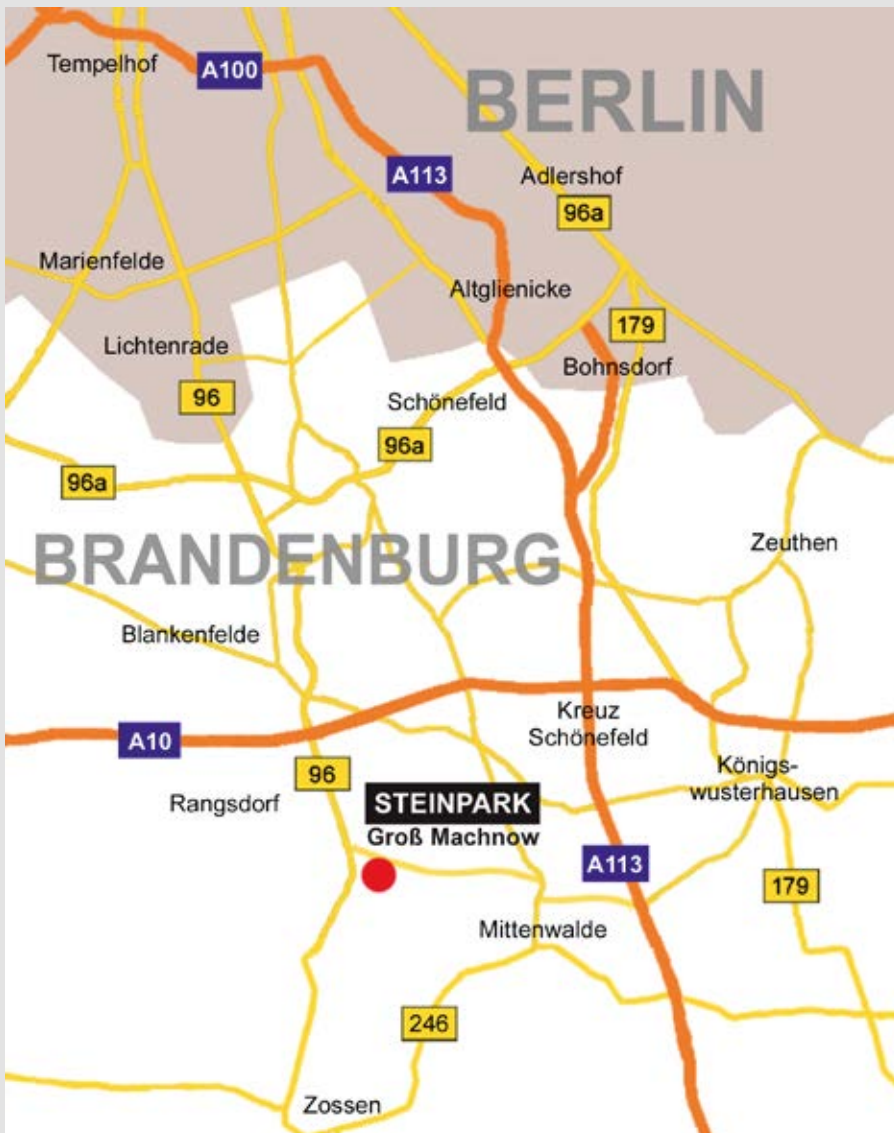 Tempelhof
A100
BERLIN
A113
Adlershof
96a
Marienfelde
Altglienicke
179
Lichtenrade
Bohnsdorf
96
Schönefeld
96a
96a
BRANDENBURG
Zeuthen
Blankenfelde
Kreuz
Schönefeld
A10
96
Königs-
wusterhausen
Rangsdorf
STEINPARK
Groß Machnow
A113
179
Mittenwalde
246
Zossen